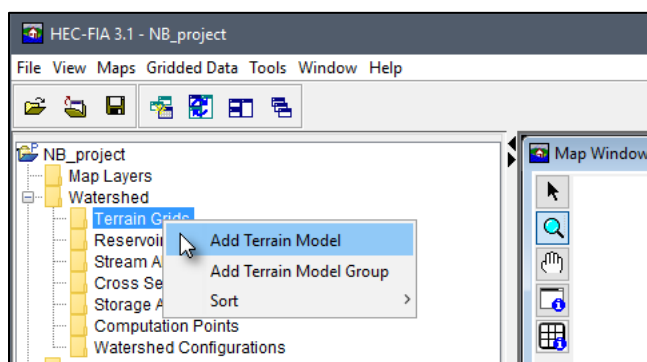 HEC-FIA 3.1 - NB_project
File View Maps Gridded Data Tools Window Help
NB_project
Map Layers
Watershed
Terrain Grids
Reservoi
Stream A
Cross Se
Storage A
Computation Points
Watershed Configurations
Add Terrain Model
Add Terrain Model Group
Sort
Map Window